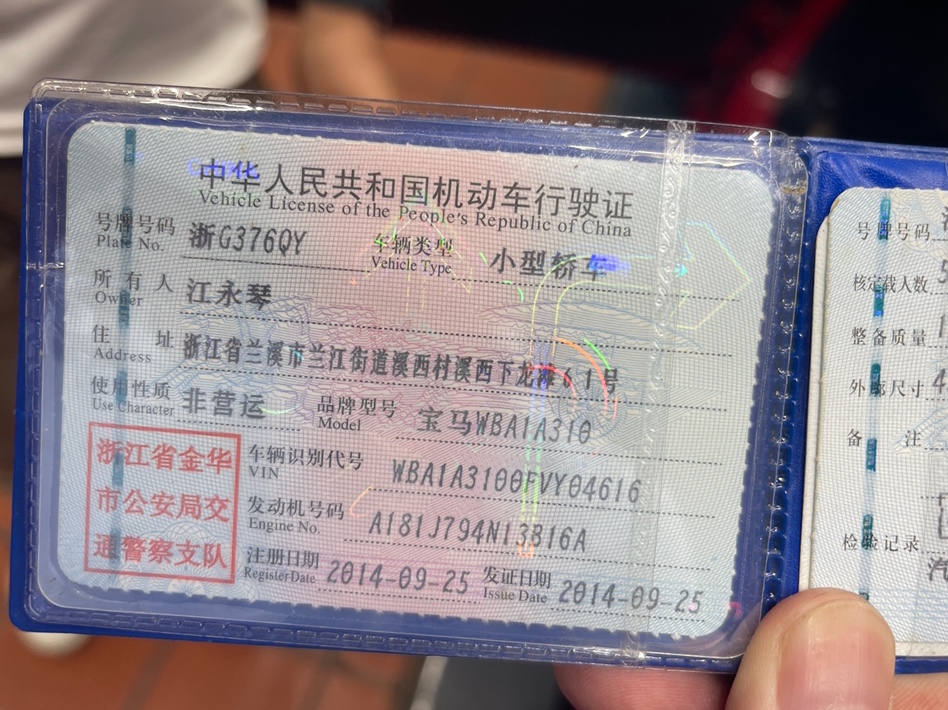 中华人民共和国机动车行驶证
Vehicle License of the People's Republic of China
号牌号码 浙G376QY 车辆类型 小型轿车
Plate No. Vehicle Type
所有人 江永琴
Owner
住址 浙江省兰溪市兰江街道溪西村溪西下龙滩61号
Address
使用性质 非营运 品牌型号 宝马WBA1A310
Use Character Model
浙江省金华
市公安局交
通警察支队
车辆识别代号 WBA1A3100FVY04616
VIN
发动机号码 A181J794N13B16A
Engine No.
注册日期 2014-09-25 发证日期 2014-09-25
Register Date Issue Date
号牌号码
核定载人数
整备质量
外廓尺寸
备注
检验记录